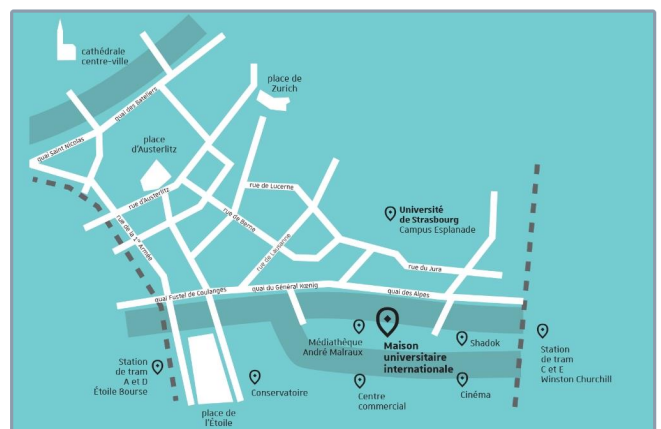 cathédrale
centre-ville
place de
Zurich
quai des Bateliers
quai Saint Nicolas
place
d'Austerlitz
rue d'Austerlitz
rue de Lucerne
rue de Berne
rue de la 1re Armée
rue de Lausanne
Université
de Strasbourg
Campus Esplanade
rue du Jura
quai Fustel de Coulanges
quai du Général Kœnig
quai des Alpes
Médiathèque
André Malraux
Maison
universitaire
internationale
Shadok
Station
de tram
C et E
Winston Churchill
Station
de tram
A et D
Étoile Bourse
Conservatoire
Centre
commercial
Cinéma
place de
l'Étoile